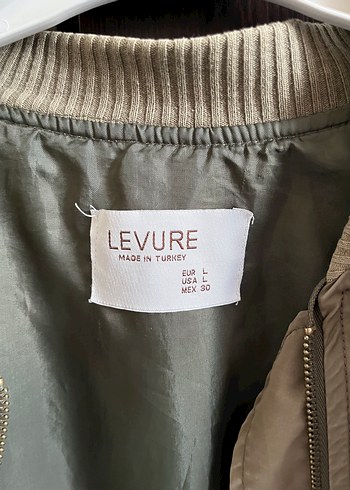 LEVURE
MADE IN TURKEY
EUR L
USA L
MEX 30